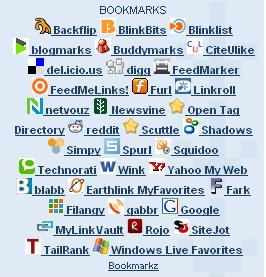 BOOKMARKS
Backflip BlinkBits Blinklist
blogmarks Buddymarks CiteUlike
del.icio.us digg FeedMarker
FeedMeLinks! Furl Linkroll
netvouz Newsvine Open Tag
Directory reddit Scuttle Shadows
Simpy Spurl Squidoo
Technorati Wink Yahoo My Web
blabb Earthlink MyFavorites Fark
Filangy gabbr Google
MyLinkVault Rojo SiteJot
TailRank Windows Live Favorites
Bookmarkz